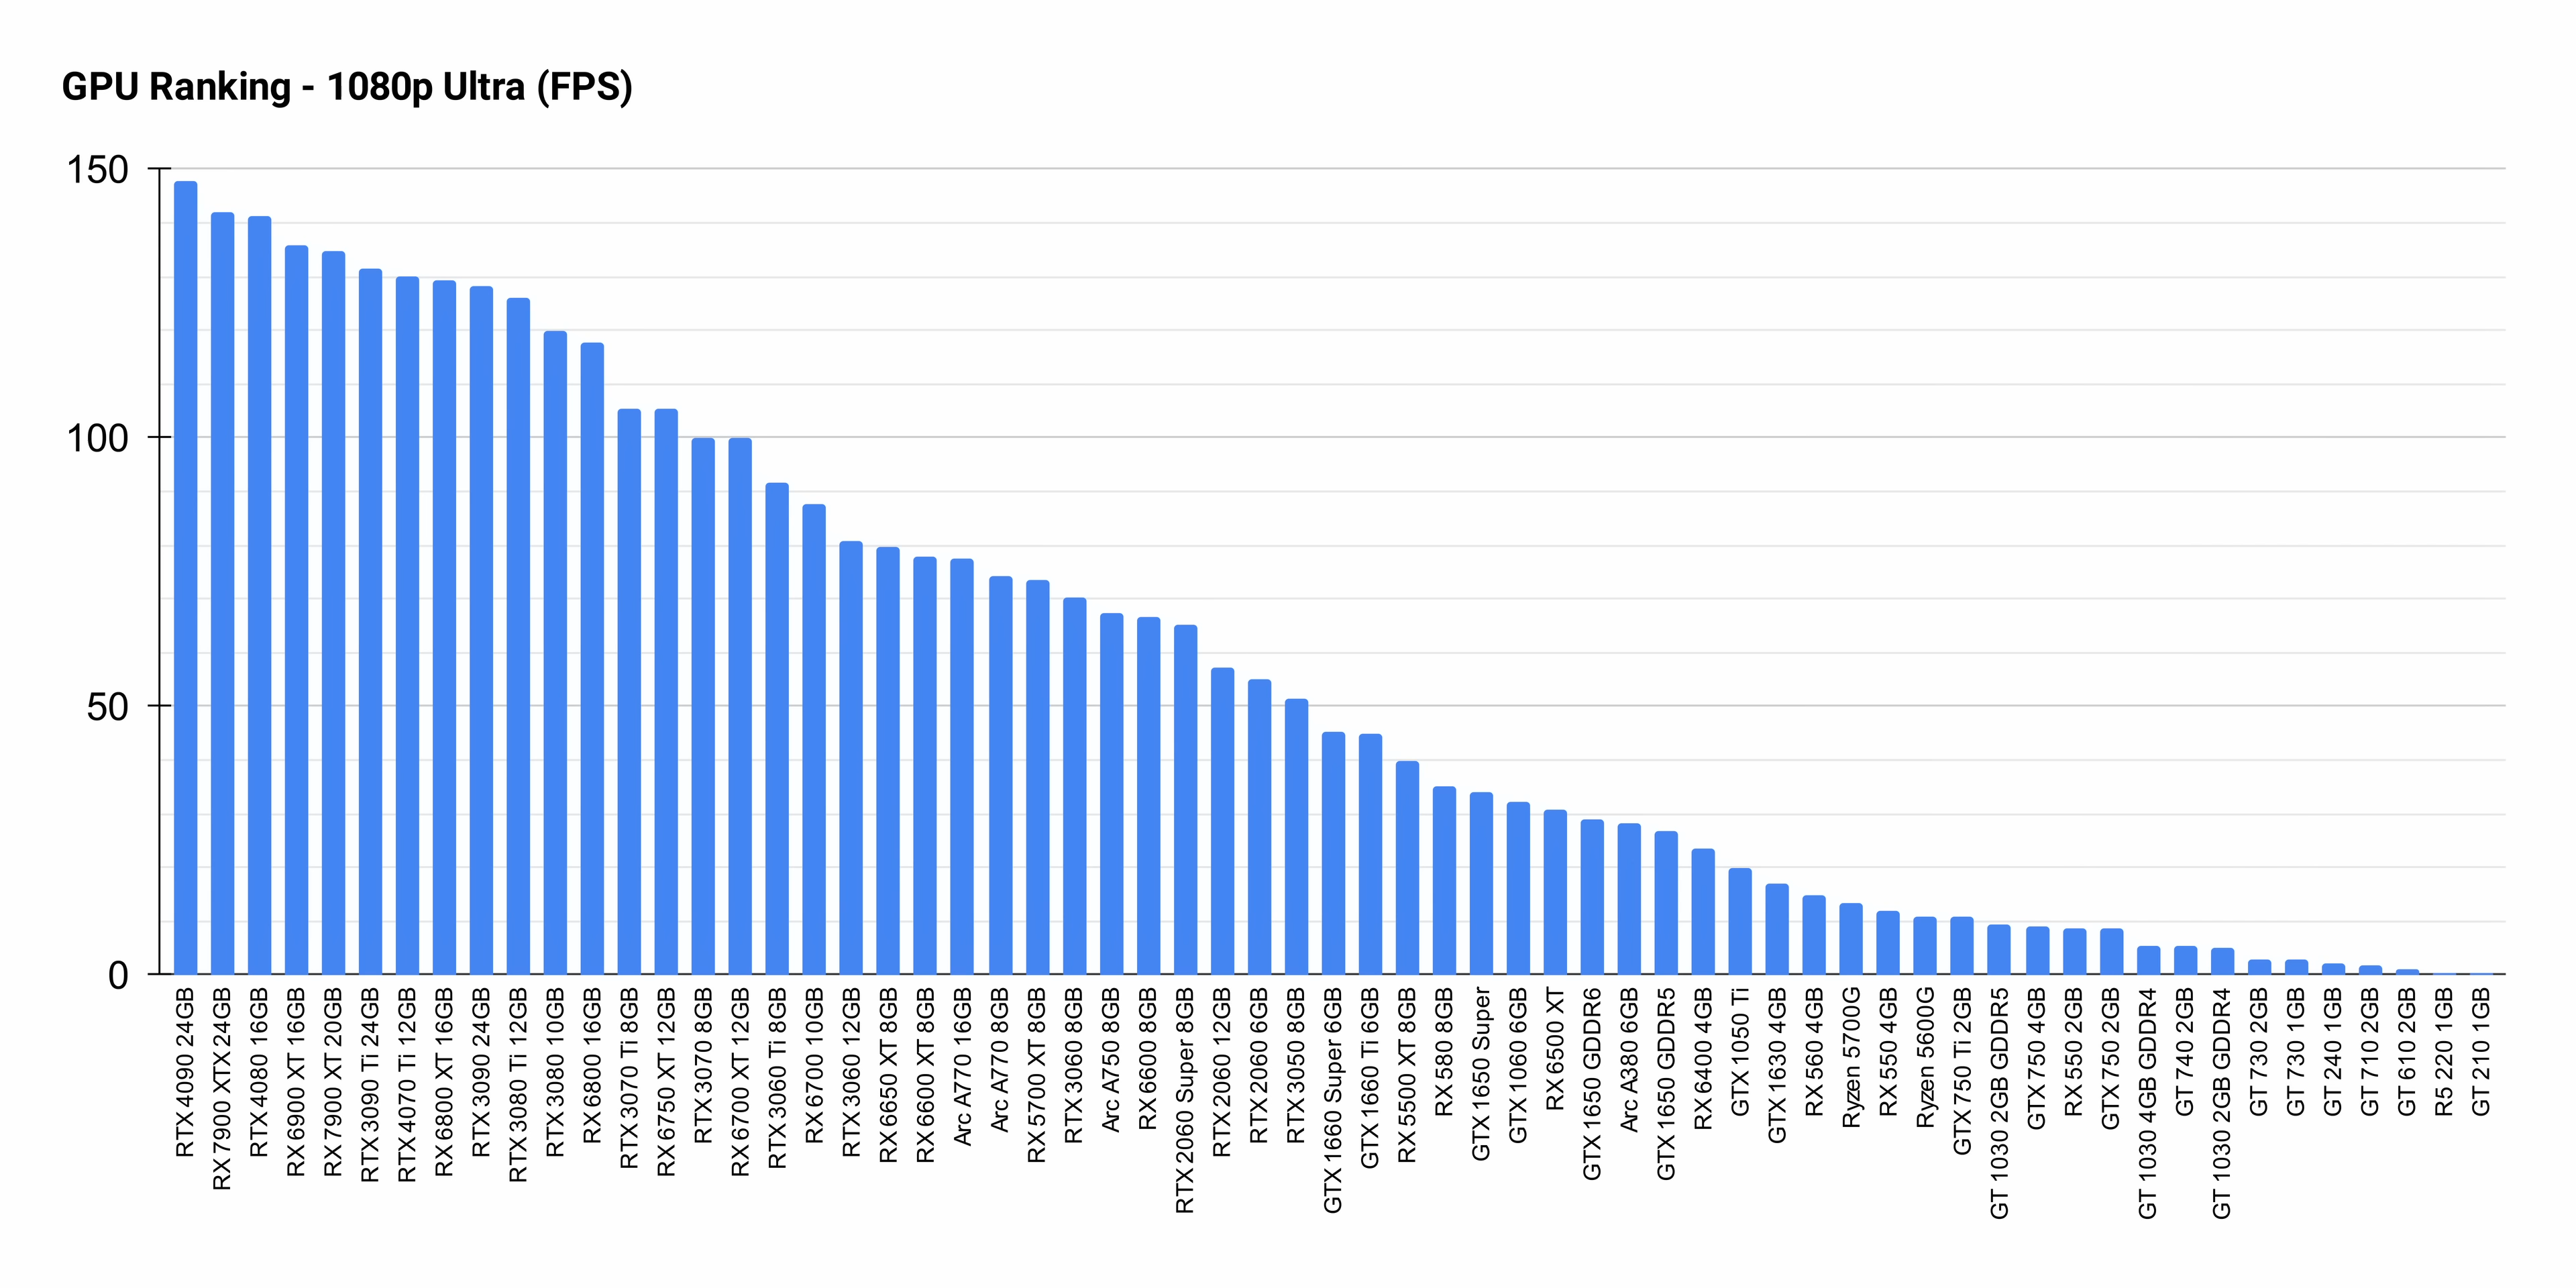 GPU Ranking - 1080p Ultra (FPS)
150
100
50
0
RTX 4090 24GB
RX 7900 XTX 24GB
RTX 4080 16GB
RX 6900 XT 16GB
RX 7900 XT 20GB
RTX 3090 Ti 24GB
RTX 4070 Ti 12GB
RX 6800 XT 16GB
RTX 3090 24GB
RTX 3080 Ti 12GB
RTX 3080 10GB
RX 6800 16GB
RTX 3070 Ti 8GB
RX 6750 XT 12GB
RTX 3070 8GB
RX 6700 XT 12GB
RTX 3060 Ti 8GB
RX 6700 10GB
RTX 3060 12GB
RX 6650 XT 8GB
RX 6600 XT 8GB
Arc A770 16GB
Arc A770 8GB
RX 5700 XT 8GB
RTX 3060 8GB
Arc A750 8GB
RX 6600 8GB
RTX 2060 Super 8GB
RTX 2060 12GB
RTX 2060 6GB
RTX 3050 8GB
GTX 1660 Super 6GB
GTX 1660 Ti 6GB
RX 5500 XT 8GB
RX 580 8GB
GTX 1650 Super
GTX 1060 6GB
RX 6500 XT
GTX 1650 GDDR6
Arc A380 6GB
GTX 1650 GDDR5
RX 6400 4GB
GTX 1050 Ti
GTX 1630 4GB
RX 560 4GB
Ryzen 5700G
RX 550 4GB
Ryzen 5600G
GTX 750 Ti 2GB
GT 1030 2GB GDDR5
GTX 750 4GB
RX 550 2GB
GTX 750 2GB
GT 1030 4GB GDDR4
GT 740 2GB
GT 1030 2GB GDDR4
GT 730 2GB
GT 730 1GB
GT 240 1GB
GT 710 2GB
GT 610 2GB
R5 220 1GB
GT 210 1GB